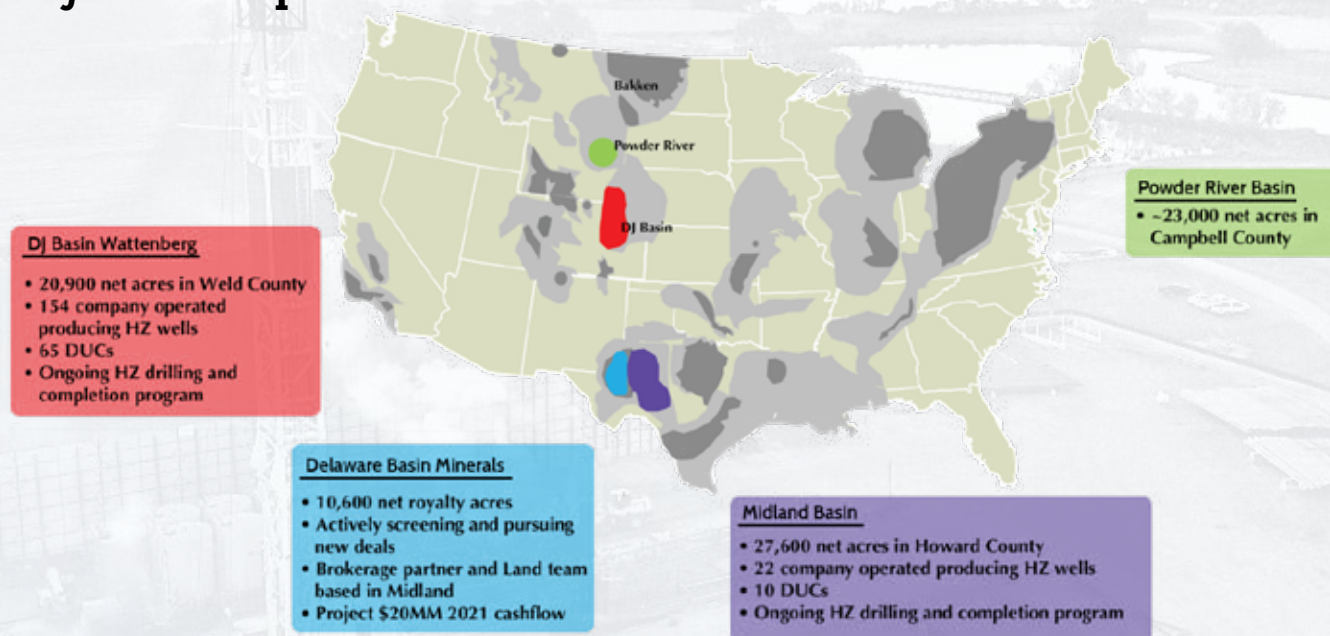 Bakken
Powder River
DJ Basin
Powder River Basin
• ~23,000 net acres in
Campbell County
DJ Basin Wattenberg
• 20,900 net acres in Weld County
• 154 company operated
producing HZ wells
• 65 DUCs
• Ongoing HZ drilling and
completion program
Delaware Basin Minerals
• 10,600 net royalty acres
• Actively screening and pursuing
new deals
• Brokerage partner and Land team
based in Midland
• Project $20MM 2021 cashflow
Midland Basin
• 27,600 net acres in Howard County
• 22 company operated producing HZ wells
• 10 DUCs
• Ongoing HZ drilling and completion program